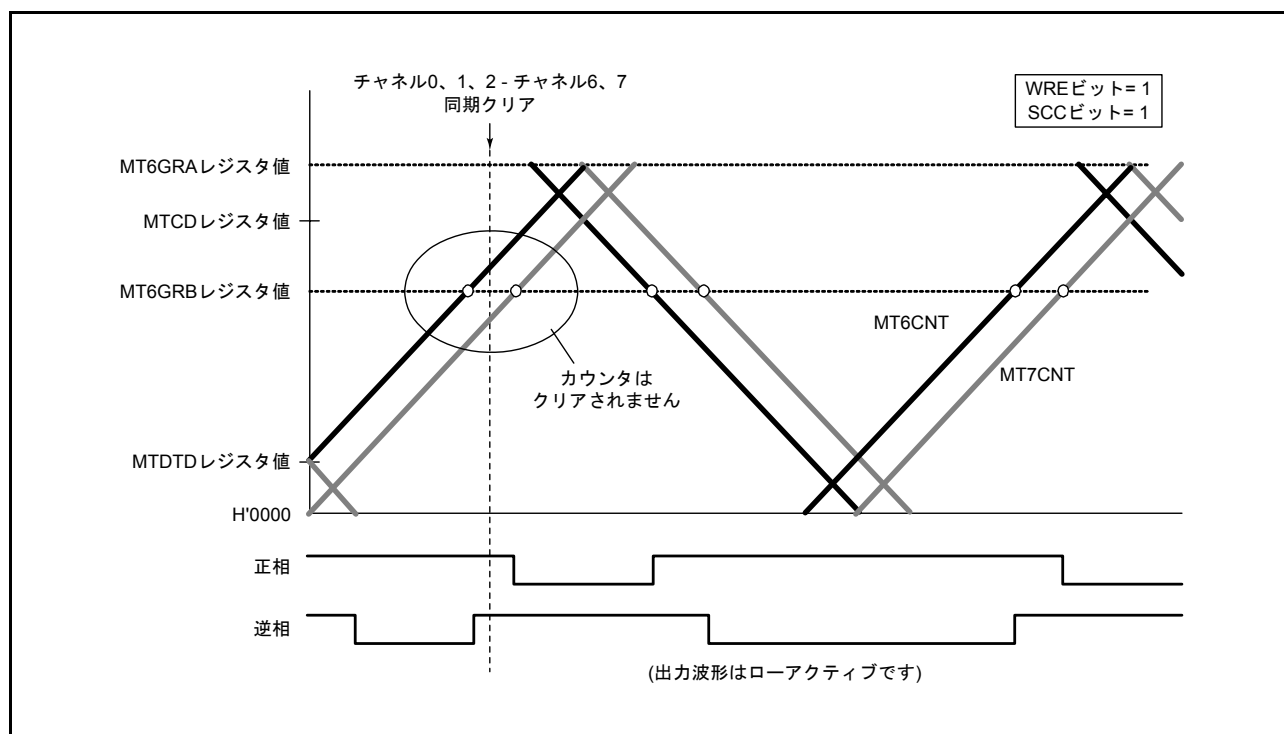 チャネル0、1、2 - チャネル6、7
同期クリア
WREビット= 1
SCCビット= 1
MT6GRAレジスタ値
MTCDレジスタ値
MT6GRBレジスタ値
MT6CNT
MT7CNT
カウンタは
クリアされません
MTDTDレジスタ値
H'0000
正相
逆相
(出力波形はローアクティブです)